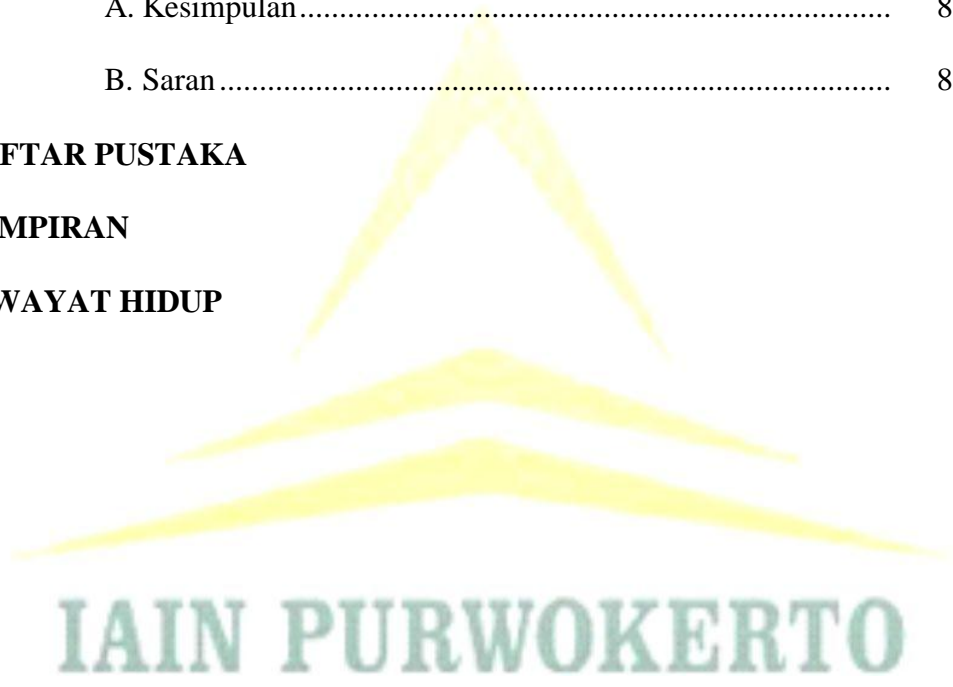 A. Kesimpulan.................................................................................. 8
B. Saran.................................................................................. 8
FTAR PUSTAKA
MPIRAN
WAYAT HIDUP
IAIN PURWOKERTO